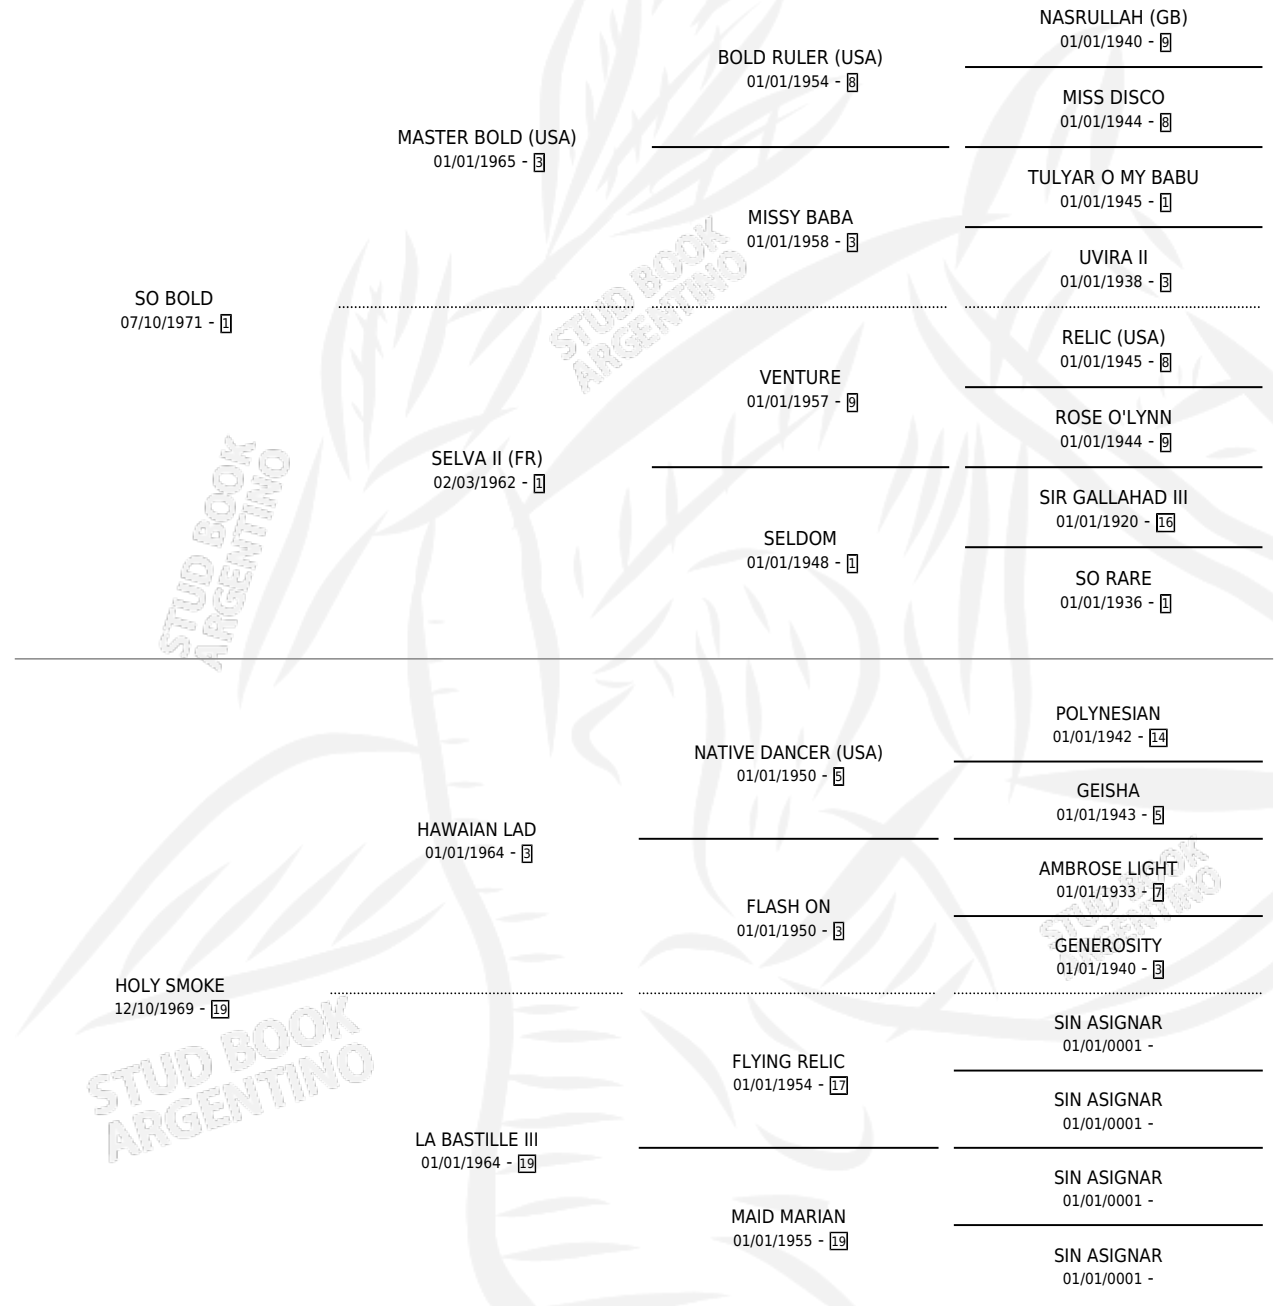 NASRULLAH (GB)
01/01/1940 - 9
BOLD RULER (USA)
01/01/1954 - 8
MISS DISCO
01/01/1944 - 8
MASTER BOLD (USA)
01/01/1965 - 3
TULYAR O MY BABU
01/01/1945 - 1
MISSY BABA
01/01/1958 - 3
UVIRA II
01/01/1938 - 3
SO BOLD
07/10/1971 - 1
RELIC (USA)
01/01/1945 - 8
VENTURE
01/01/1957 - 9
ROSE O'LYNN
01/01/1944 - 9
SELVA II (FR)
02/03/1962 - 1
SIR GALLAHAD III
01/01/1920 - 16
SELDOM
01/01/1948 - 1
SO RARE
01/01/1936 - 1
STUD BOOK
ARGENTINO
STUD BOOK
ARGENTINO
POLYNESIAN
01/01/1942 - 14
NATIVE DANCER (USA)
01/01/1950 - 5
GEISHA
01/01/1943 - 5
HAWAIAN LAD
01/01/1964 - 3
AMBROSE LIGHT
01/01/1933 - 7
FLASH ON
01/01/1950 - 3
GENEROSITY
01/01/1940 - 3
HOLY SMOKE
12/10/1969 - 19
SIN ASIGNAR
01/01/0001 -
FLYING RELIC
01/01/1954 - 17
SIN ASIGNAR
01/01/0001 -
LA BASTILLE III
01/01/1964 - 19
SIN ASIGNAR
01/01/0001 -
MAID MARIAN
01/01/1955 - 19
SIN ASIGNAR
01/01/0001 -
STUD BOOK
ARGENTINO
STUD BOOK
ARGENTINO